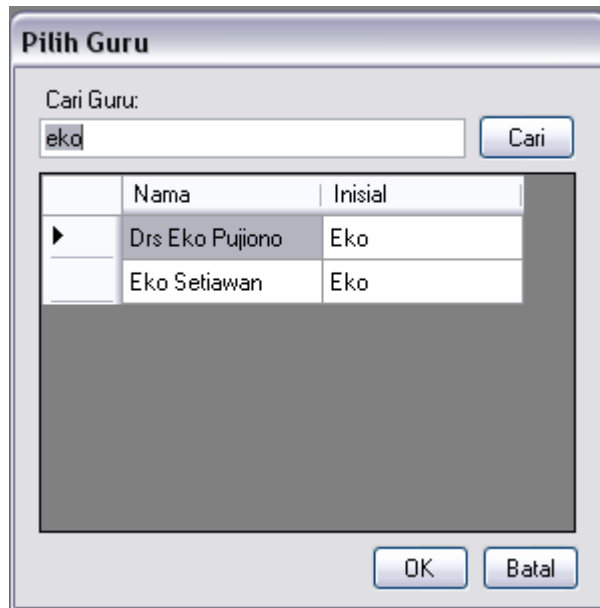 Pilih Guru
Cari Guru:
eko Cari
Nama Inisial
Drs Eko Pujiono Eko
Eko Setiawan Eko
OK Batal